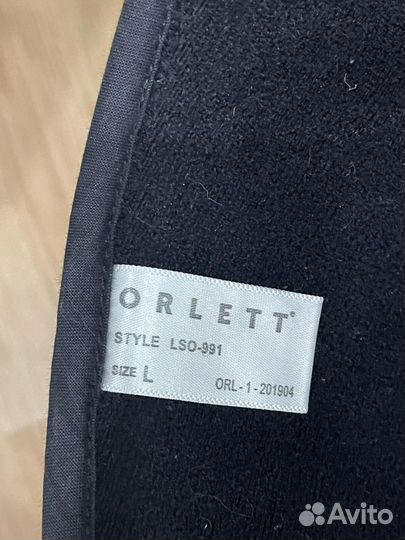 ORLETT®
STYLE LSO-991
SIZE L ORL-1-201904
Avito